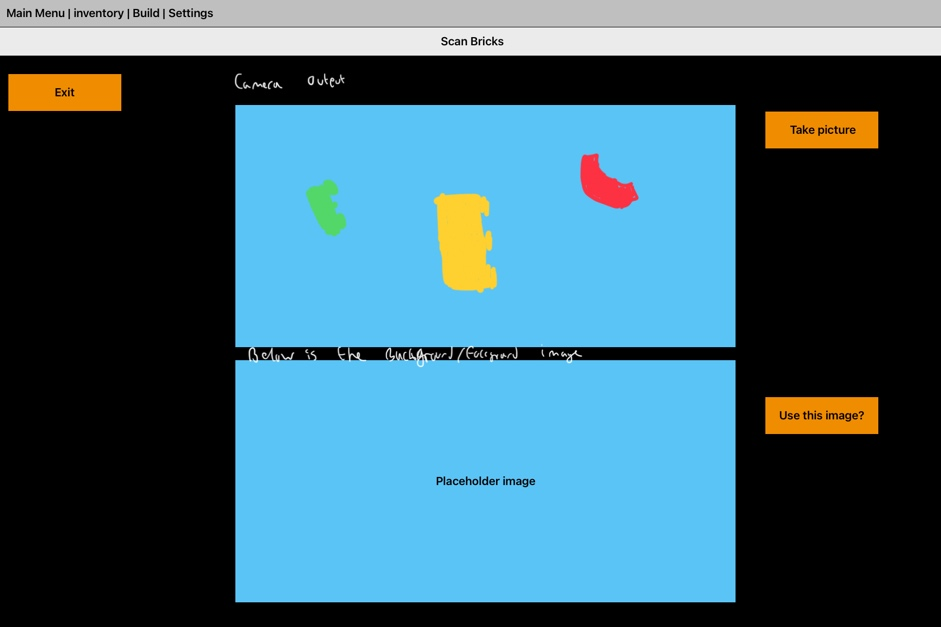 Main Menu | inventory | Build | Settings
Scan Bricks
Exit
Camera output
Take picture
Below is the Background/Foreground image
Use this image?
Placeholder image